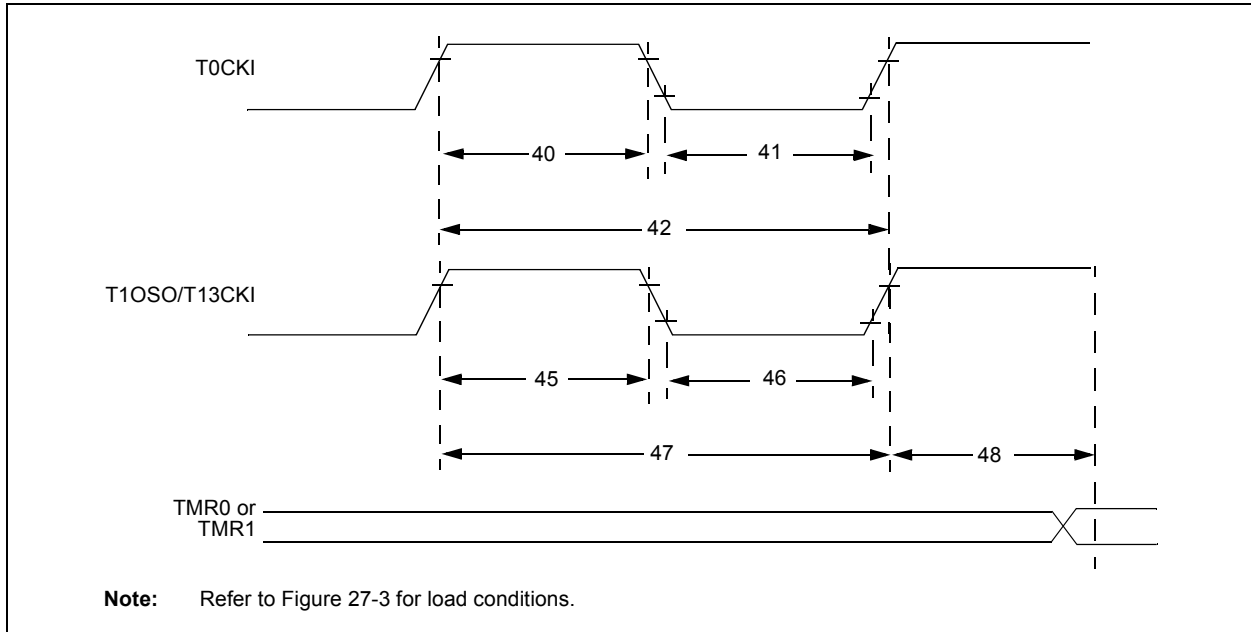 T0CKI
40
41
42
T1OSO/T13CKI
45
46
47
48
TMR0 or
TMR1
Note: Refer to Figure 27-3 for load conditions.